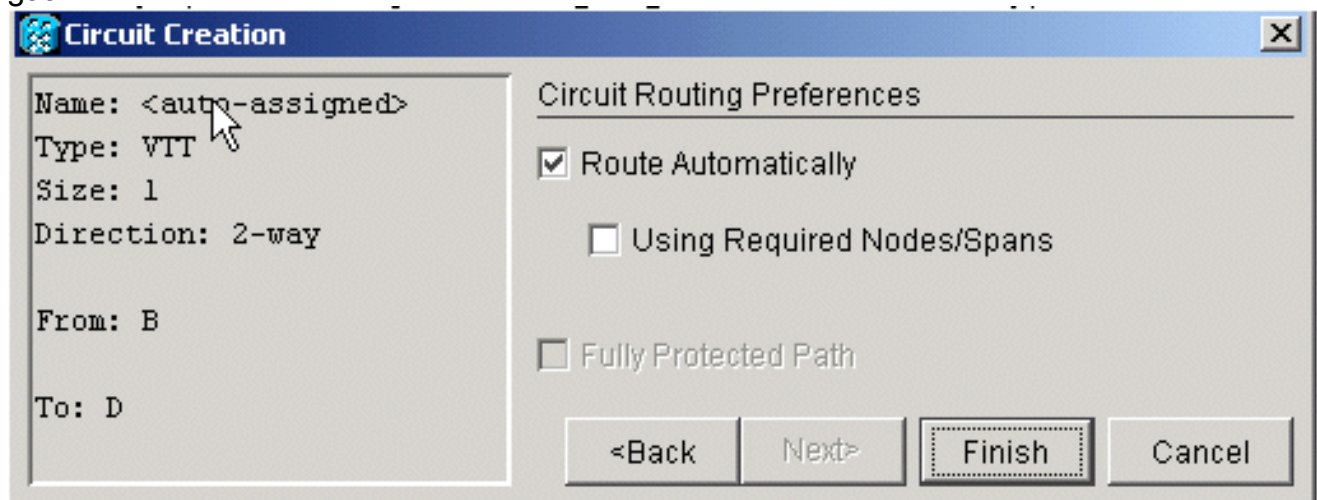 Circuit Creation
Name: <auto-assigned>
Type: VTT
Size: 1
Direction: 2-way
From: B
To: D
Circuit Routing Preferences
Route Automatically
Using Required Nodes/Spans
Fully Protected Path
<Back
Next>
Finish
Cancel